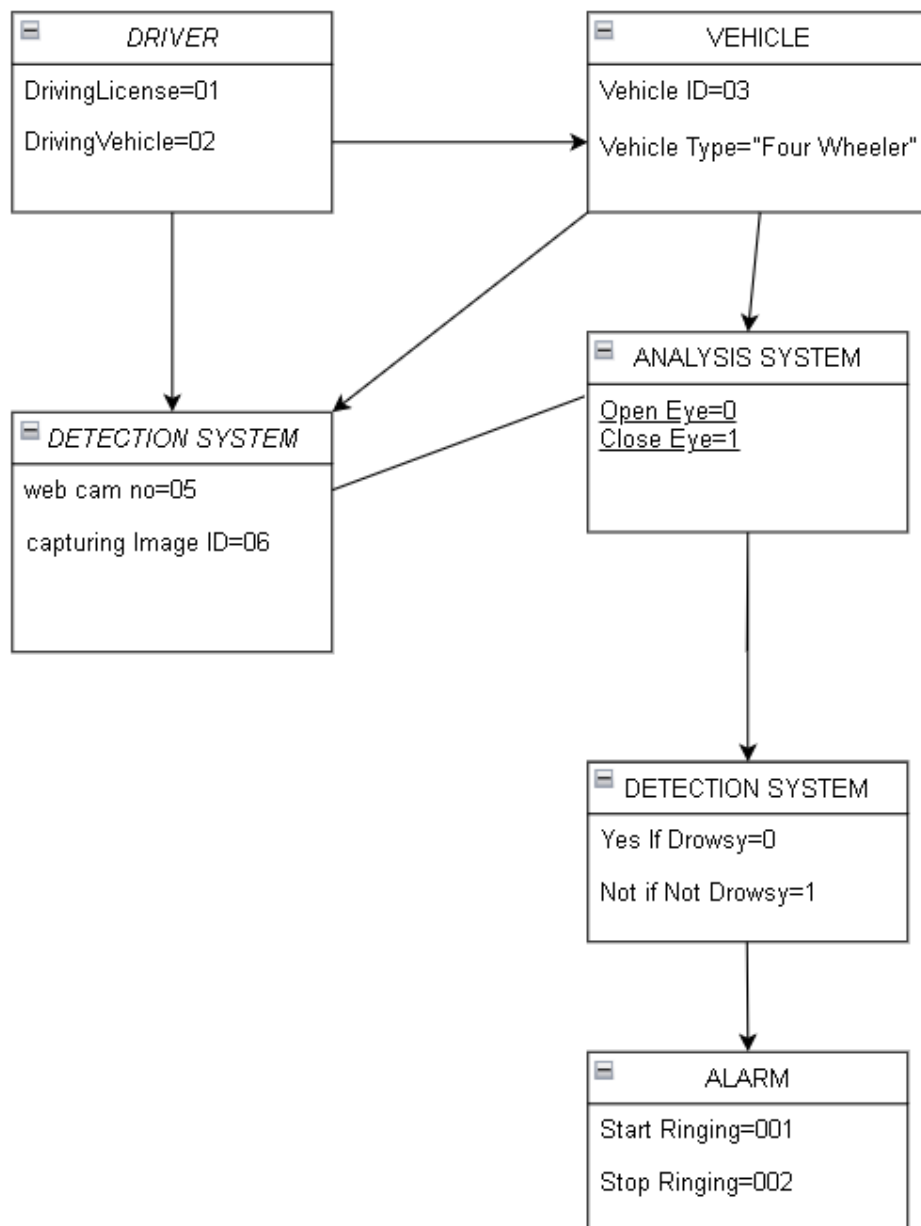 DRIVER
DrivingLicense=01
DrivingVehicle=02
VEHICLE
Vehicle ID=03
Vehicle Type="Four Wheeler"
DETECTION SYSTEM
web cam no=05
capturing Image ID=06
ANALYSIS SYSTEM
Open Eye=0
Close Eye=1
DETECTION SYSTEM
Yes If Drowsy=0
Not if Not Drowsy=1
ALARM
Start Ringing=001
Stop Ringing=002